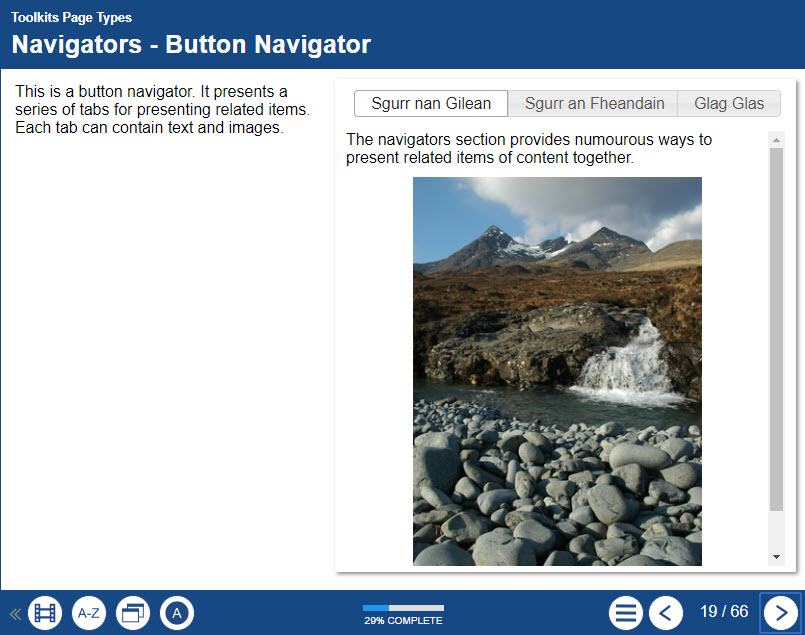 Toolkits Page Types
Navigators - Button Navigator
This is a button navigator. It presents a
series of tabs for presenting related items.
Each tab can contain text and images.
Sgurr nan Gilean Sgurr an Fheandain Glag Glas
The navigators section provides numourous ways to
present related items of content together.
A-Z
A
29% COMPLETE
19 / 66